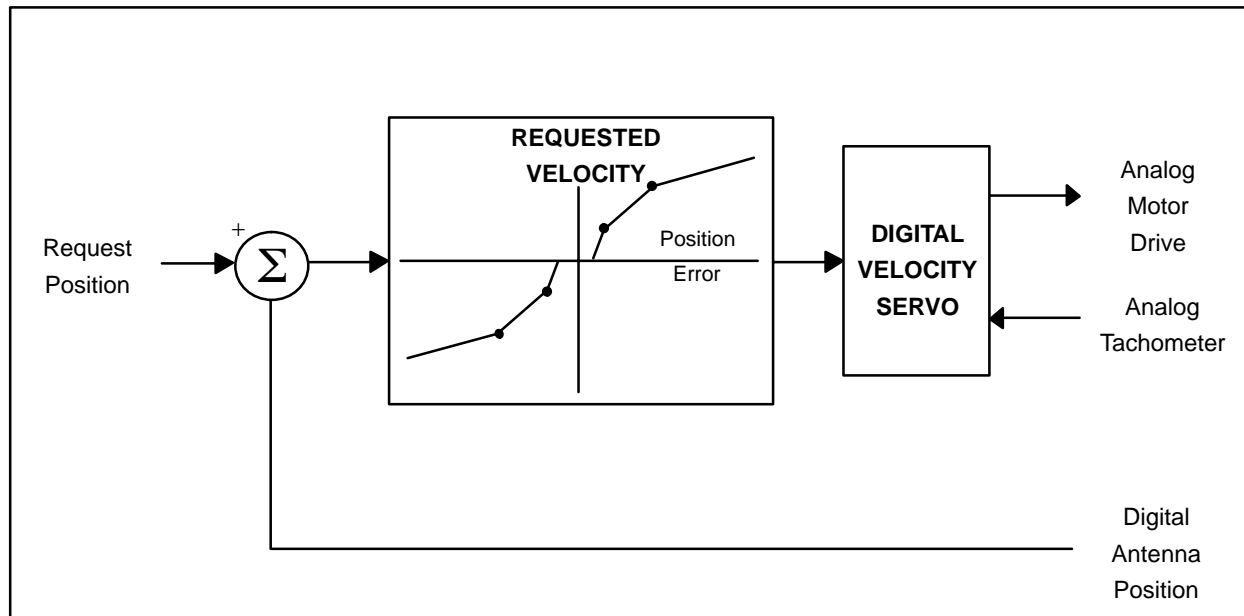 REQUESTED
VELOCITY
Request
Position
+
Σ
Position
Error
DIGITAL
VELOCITY
SERVO
Analog
Motor
Drive
Analog
Tachometer
Digital
Antenna
Position